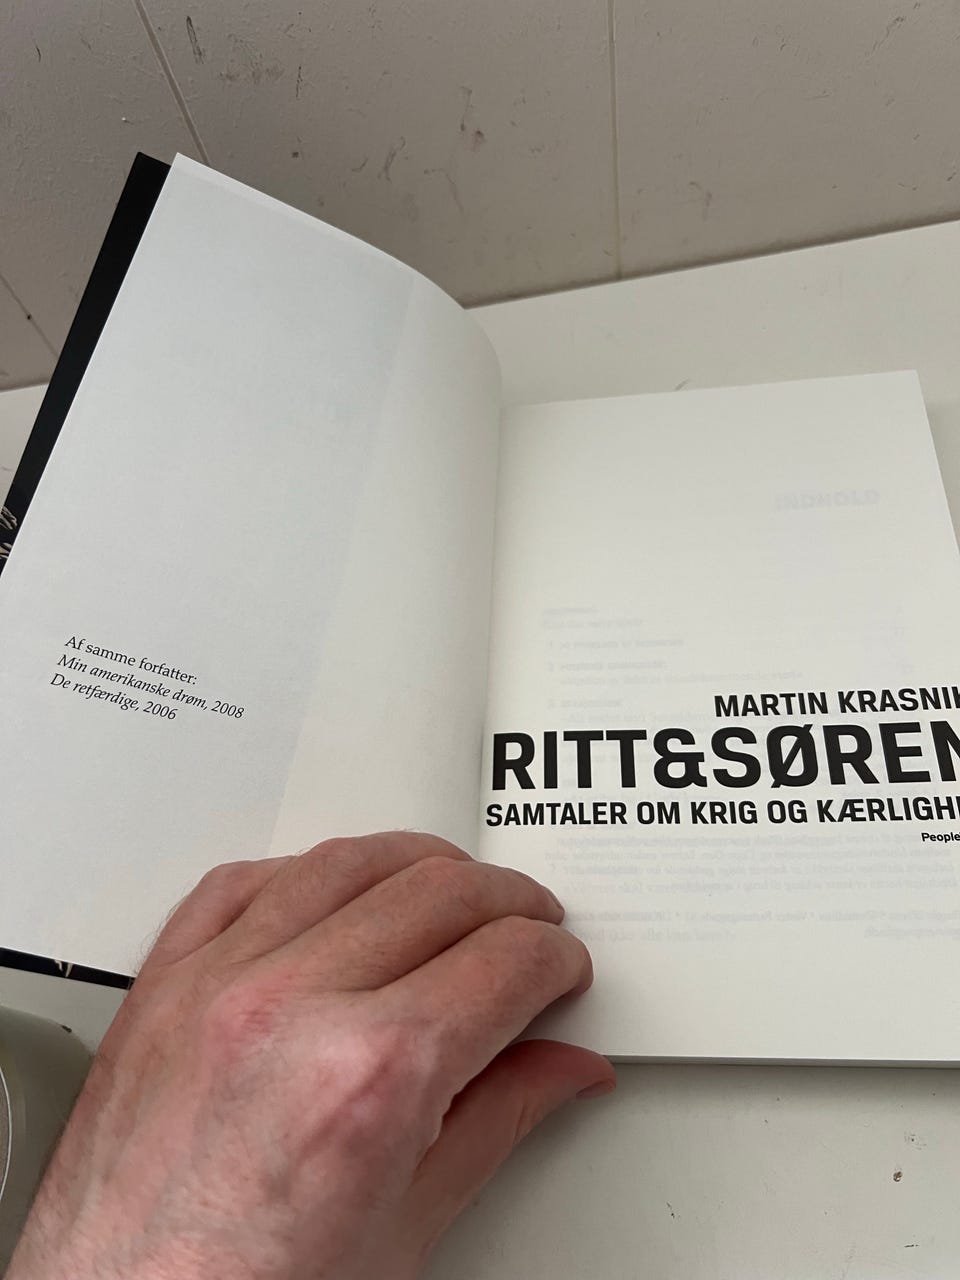 Af samme forfatter:
Min amerikanske drøm, 2008
De retfærdige, 2006
MARTIN KRASNIK
RITT&SØREN
SAMTALER OM KRIG OG KÆRLIGHE
People